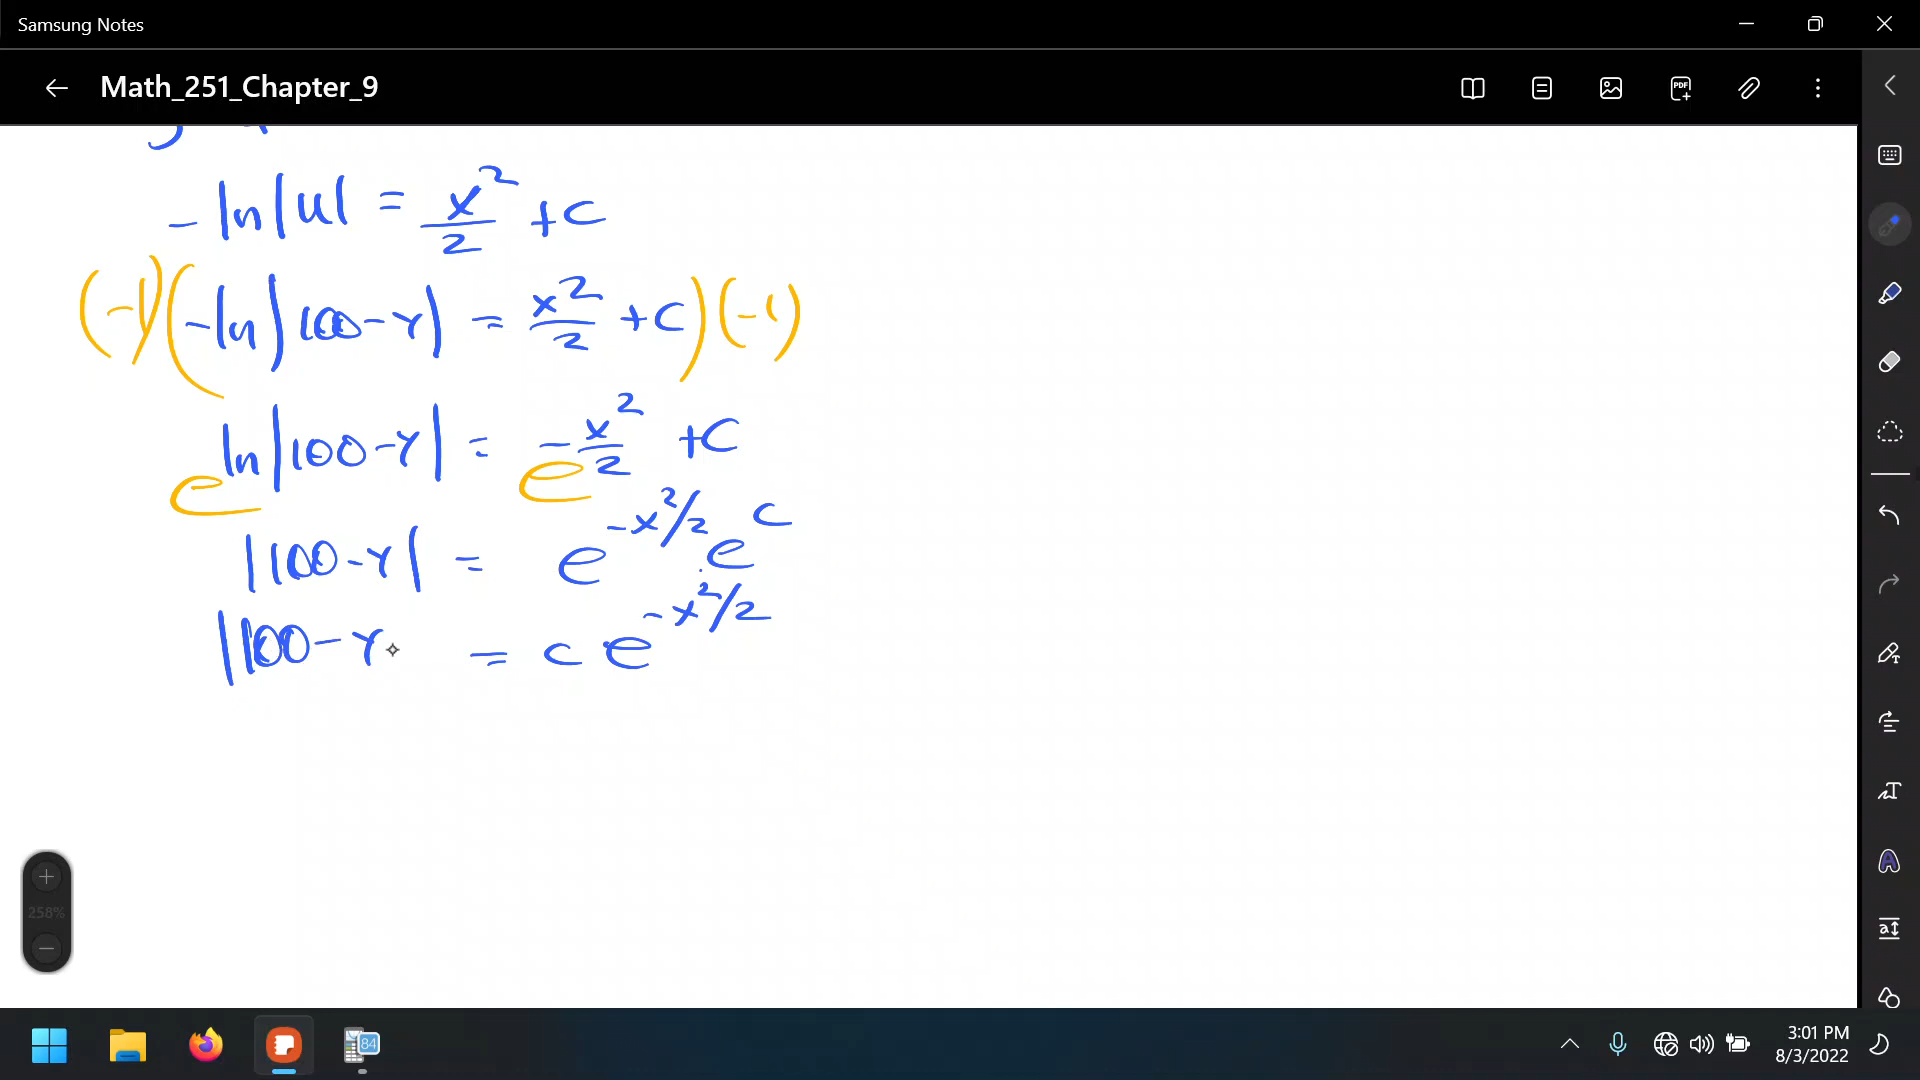 Samsung Notes
Math_251_Chapter_9
- ln|u| = x²/2 + c
(-1)(-ln|100-y| = x²/2 + c)(-1)
ln|100-y| = -x²/2 + c
e e
|100-y| = e^(-x²/2) e^c
|100-y = c e^(-x²/2)
258%
PDF
84
3:01 PM
8/3/2022